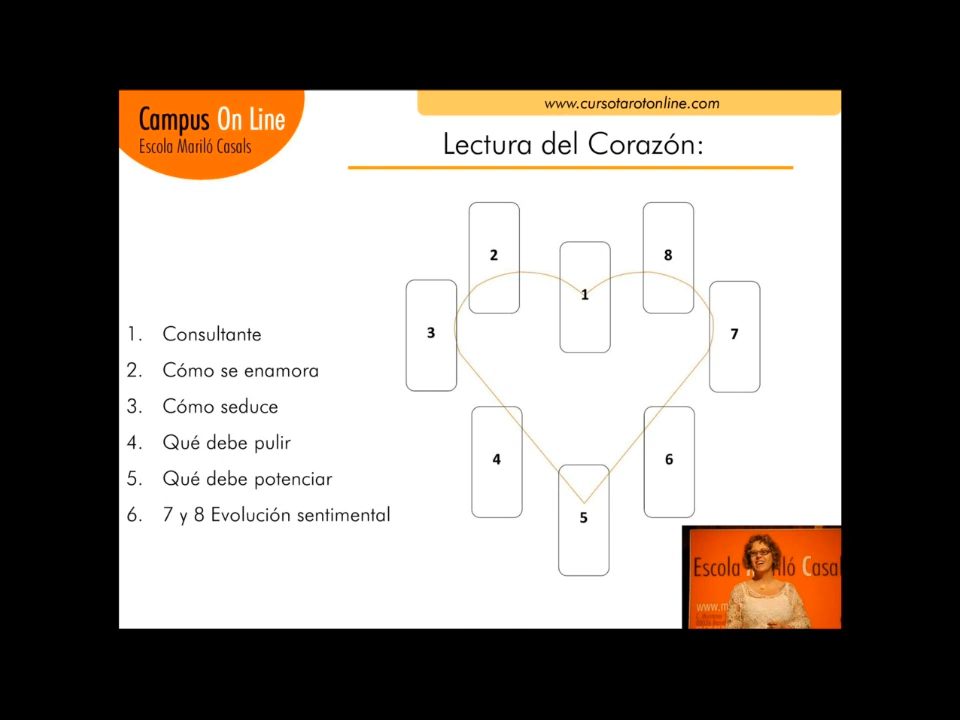 Campus On Line
Escola Mariló Casals
www.cursotarotonline.com
Lectura del Corazón:
2
8
1
3
7
4
6
5
1. Consultante
2. Cómo se enamora
3. Cómo seduce
4. Qué debe pulir
5. Qué debe potenciar
6. 7 y 8 Evolución sentimental
Escola Mariló Casa
www.m